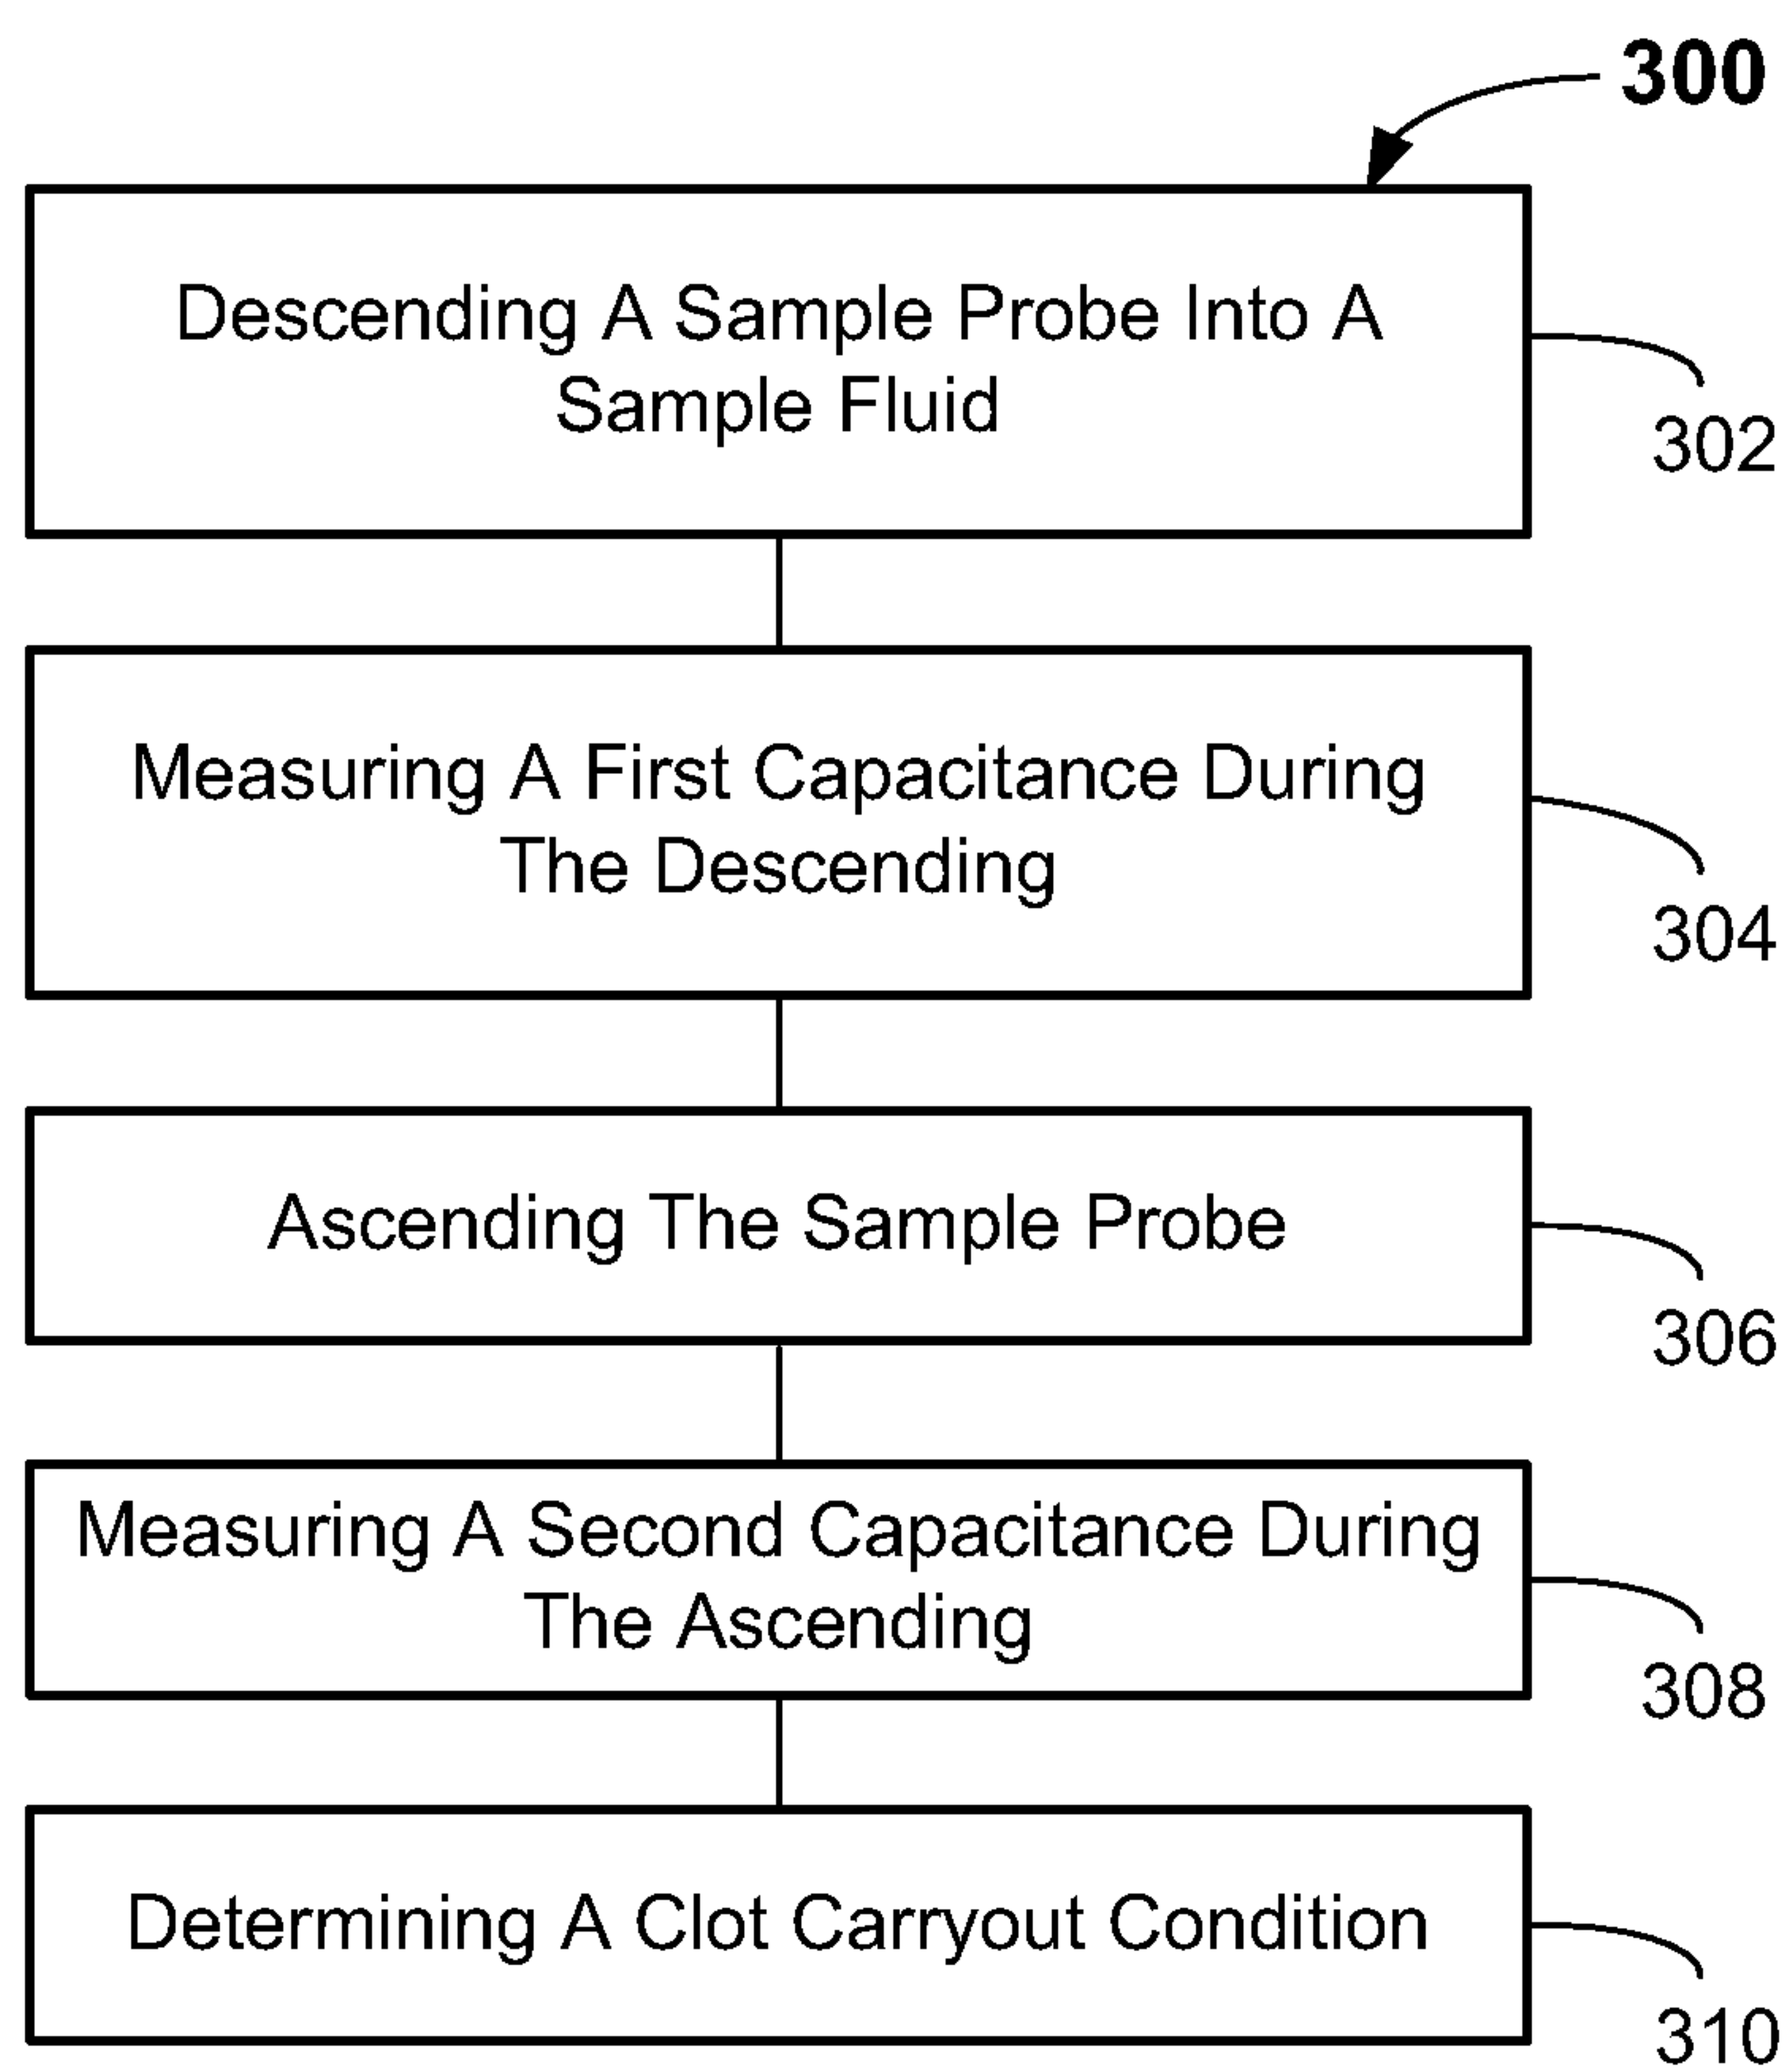 300
Descending A Sample Probe Into A
Sample Fluid
302
Measuring A First Capacitance During
The Descending
304
Ascending The Sample Probe
306
Measuring A Second Capacitance During
The Ascending
308
Determining A Clot Carryout Condition
310